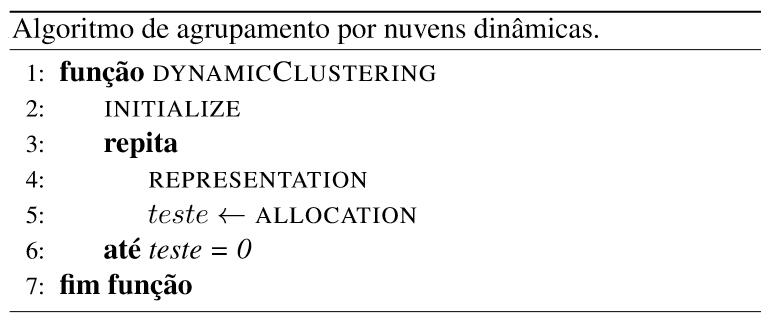 Algoritmo de agrupamento por nuvens dinâmicas.
1: função DYNAMICCLUSTERING
2: INITIALIZE
3: repita
4: REPRESENTATION
5: teste ← ALLOCATION
6: até teste = 0
7: fim função